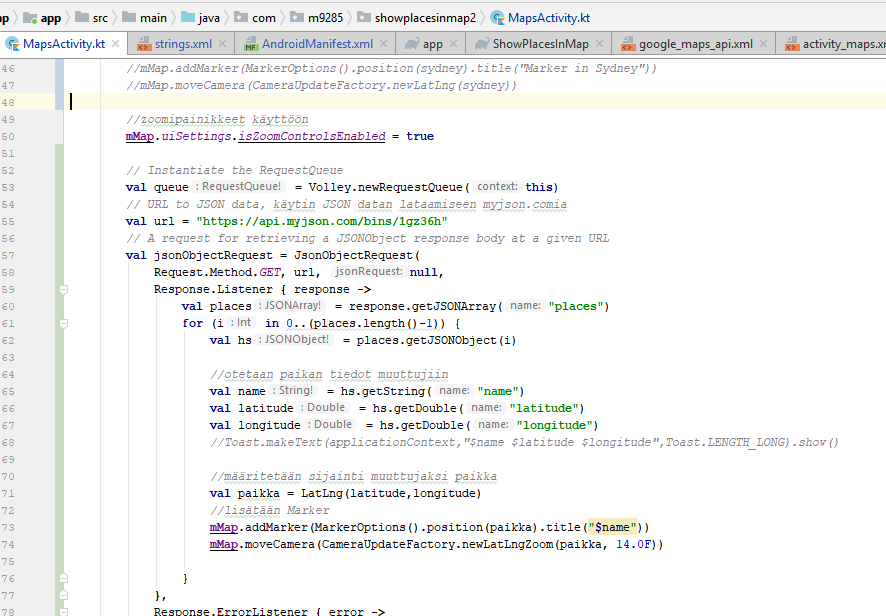 app src main java com m9285 showplacesinmap2 MapsActivity.kt
MapsActivity.kt strings.xml AndroidManifest.xml app ShowPlacesInMap google_maps_api.xml
46 //mMap.addMarker(MarkerOptions().position(sydney).title("Marker in Sydney"))
47 //mMap.moveCamera(CameraUpdateFactory.newLatLng(sydney))
48
49 //zoomipainikkeet käyttöön
50 mMap.uiSettings.isZoomControlsEnabled = true
51
52 // Instantiate the RequestQueue
53 val queue : RequestQueue! = Volley.newRequestQueue( context: this)
54 // URL to JSON data, käytin JSON datan lataamiseen myjson.comia
55 val url = "https://api.myjson.com/bins/1gz36h"
56 // A request for retrieving a JSONObject response body at a given URL
57 val jsonObjectRequest = JsonObjectRequest(
58 Request.Method.GET, url, jsonRequest: null,
59 Response.Listener { response ->
60 val places : JSONArray! = response.getJSONArray( name: "places")
61 for (i : Int in 0..(places.length()-1)) {
62 val hs : JSONObject! = places.getJSONObject(i)
63
64 //otetaan paikan tiedot muuttujiin
65 val name : String! = hs.getString( name: "name")
66 val latitude : Double = hs.getDouble( name: "latitude")
67 val longitude : Double = hs.getDouble( name: "longitude")
68 //Toast.makeText(applicationContext,"$name $latitude $longitude",Toast.LENGTH_LONG).show()
69
70 //määritetään sijainti muuttujaksi paikka
71 val paikka = LatLng(latitude,longitude)
72 //lisätään Marker
73 mMap.addMarker(MarkerOptions().position(paikka).title("$name"))
74 mMap.moveCamera(CameraUpdateFactory.newLatLngZoom(paikka, 14.0F))
75
76 }
77 },
78 Response.ErrorListener { error ->